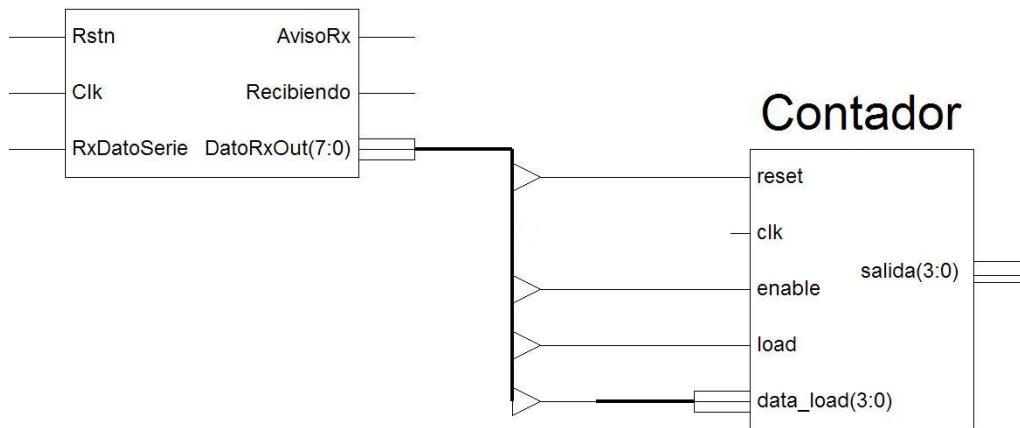 Rstn
AvisoRx
Clk
Recibiendo
RxDatoSerie
DatoRxOut(7:0)
Contador
reset
clk
salida(3:0)
enable
load
data_load(3:0)